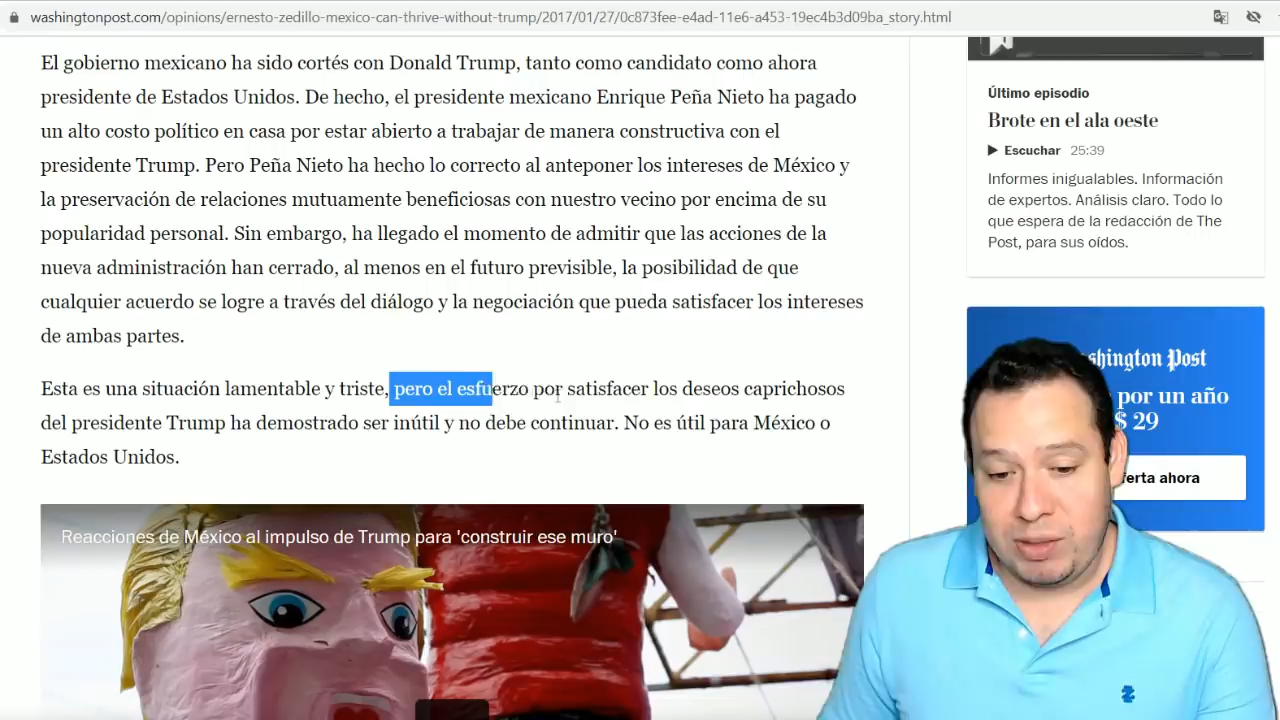 washingtonpost.com/opinions/ernesto-zedillo-mexico-can-thrive-without-trump/2017/01/27/0c873fee-e4ad-11e6-a453-19ec4b3d09ba_story.html
El gobierno mexicano ha sido cortés con Donald Trump, tanto como candidato como ahora
presidente de Estados Unidos. De hecho, el presidente mexicano Enrique Peña Nieto ha pagado
un alto costo político en casa por estar abierto a trabajar de manera constructiva con el
presidente Trump. Pero Peña Nieto ha hecho lo correcto al anteponer los intereses de México y
la preservación de relaciones mutuamente beneficiosas con nuestro vecino por encima de su
popularidad personal. Sin embargo, ha llegado el momento de admitir que las acciones de la
nueva administración han cerrado, al menos en el futuro previsible, la posibilidad de que
cualquier acuerdo se logre a través del diálogo y la negociación que pueda satisfacer los intereses
de ambas partes.
Esta es una situación lamentable y triste, pero el esfuerzo por satisfacer los deseos caprichosos
del presidente Trump ha demostrado ser inútil y no debe continuar. No es útil para México o
Estados Unidos.
Reacciones de México al impulso de Trump para 'construir ese muro'
Último episodio
Brote en el ala oeste
Escuchar 25:39
Informes inigualables. Información
de expertos. Análisis claro. Todo lo
que espera de la redacción de The
Post, para sus oídos.
shington Post
por un año
$ 29
ferta ahora